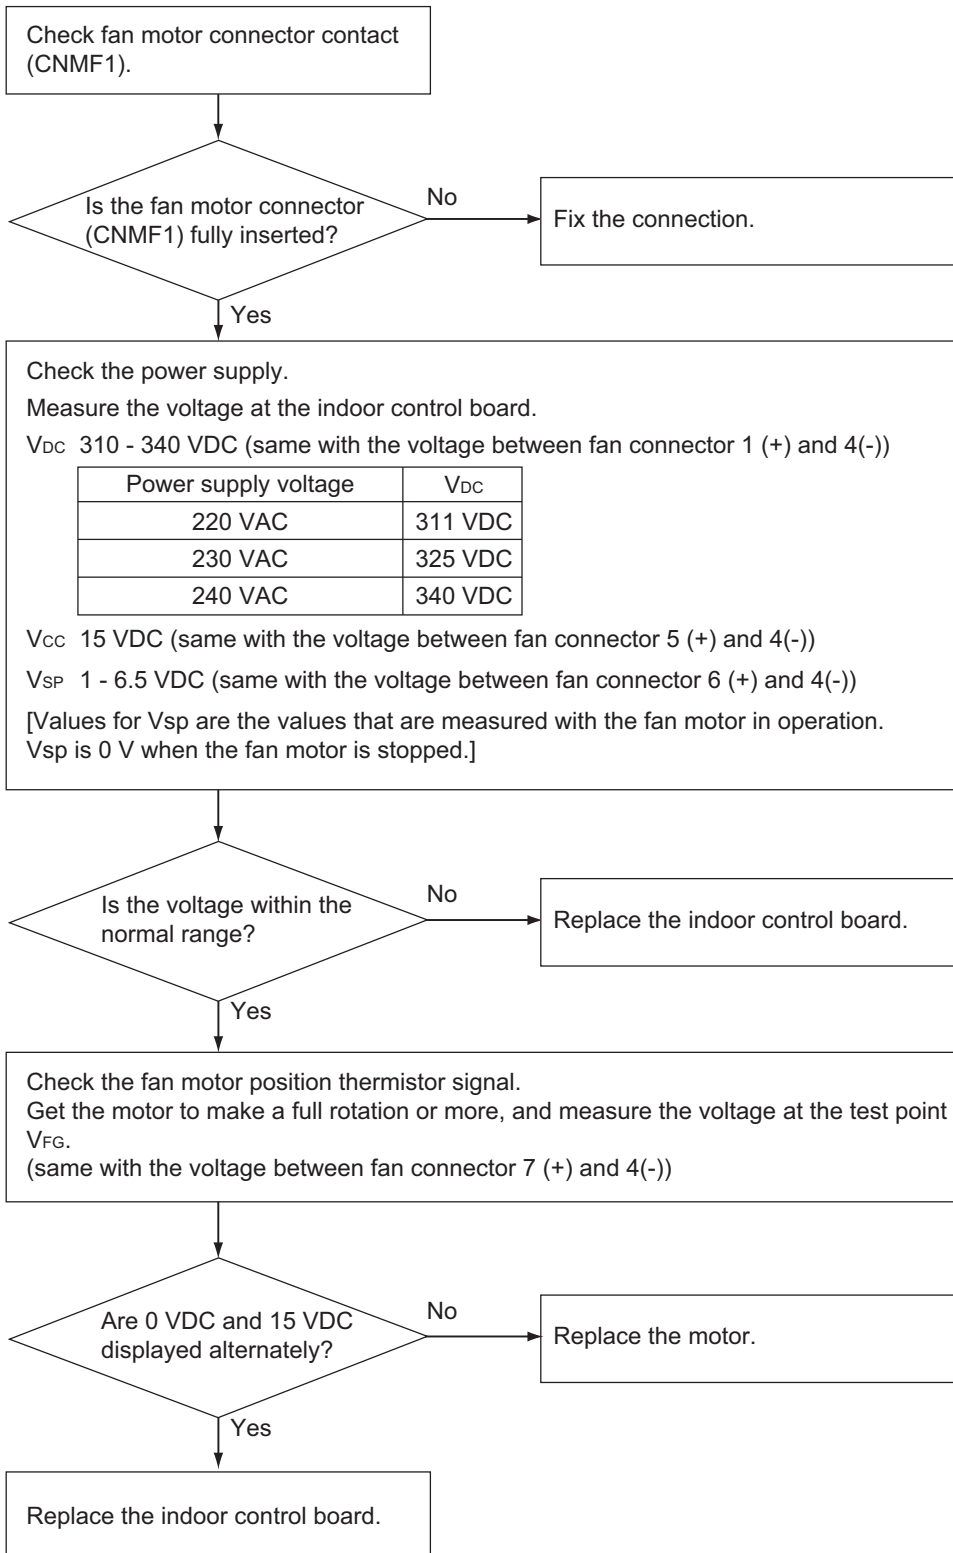 Check fan motor connector contact
(CNMF1).
Is the fan motor connector
(CNMF1) fully inserted?
No
Fix the connection.
Yes
Check the power supply.
Measure the voltage at the indoor control board.
VDC 310 - 340 VDC (same with the voltage between fan connector 1 (+) and 4(-))
Power supply voltage VDC
220 VAC 311 VDC
230 VAC 325 VDC
240 VAC 340 VDC
VCC 15 VDC (same with the voltage between fan connector 5 (+) and 4(-))
VSP 1 - 6.5 VDC (same with the voltage between fan connector 6 (+) and 4(-))
[Values for Vsp are the values that are measured with the fan motor in operation.
Vsp is 0 V when the fan motor is stopped.]
Is the voltage within the
normal range?
No
Replace the indoor control board.
Yes
Check the fan motor position thermistor signal.
Get the motor to make a full rotation or more, and measure the voltage at the test point
VFG.
(same with the voltage between fan connector 7 (+) and 4(-))
Are 0 VDC and 15 VDC
displayed alternately?
No
Replace the motor.
Yes
Replace the indoor control board.